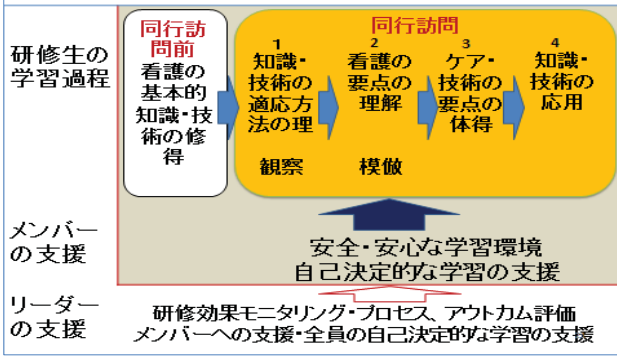 研修生の
学習過程
同行訪
問前
看護の
基本的
知識・技
術の修
得
同行訪問
1
知識・
技術の
適応方
法の理
観察
2
看護の
要点の
理解
模倣
3
ケア・
技術の
要点の
体得
4
知識・
技術の
応用
メンバー
の支援
安全・安心な学習環境
自己決定的な学習の支援
リーダー
の支援
研修効果モニタリング・プロセス、アウトカム評価
メンバーへの支援・全員の自己決定的な学習の支援